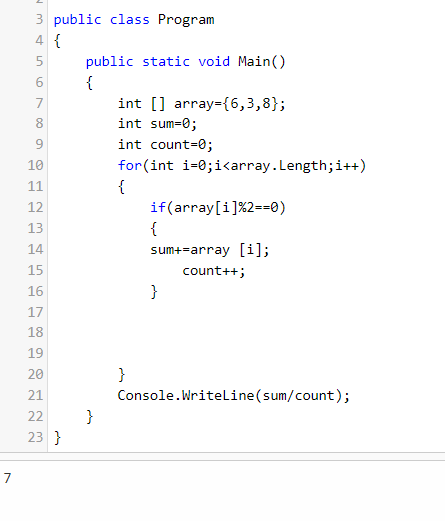 3 public class Program
4 {
5     public static void Main()
6     {
7         int [] array={6,3,8};
8         int sum=0;
9         int count=0;
10         for(int i=0;i<array.Length;i++)
11         {
12             if(array[i]%2==0)
13             {
14             sum+=array [i];
15                 count++;
16             }
17
18
19
20         }
21         Console.WriteLine(sum/count);
22     }
23 }
7